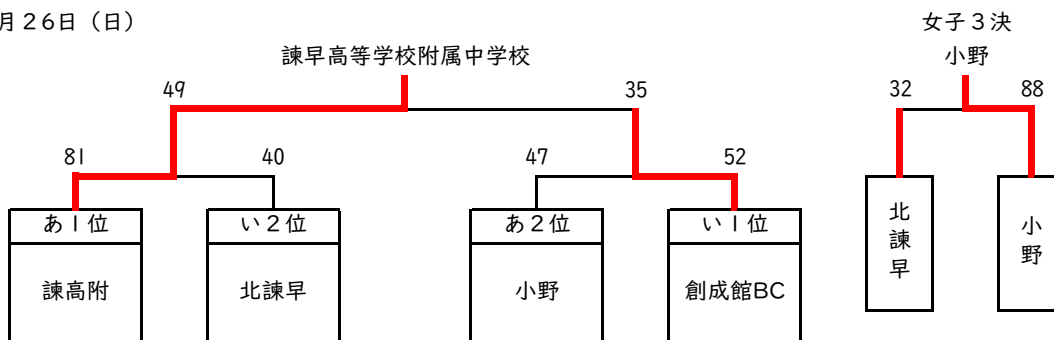 月26日（日）
女子３決
諫早高等学校附属中学校
小野
49
35
32
88
81
40
47
52
あ１位
い２位
あ２位
い１位
北諫早
小野
諫高附
北諫早
小野
創成館BC